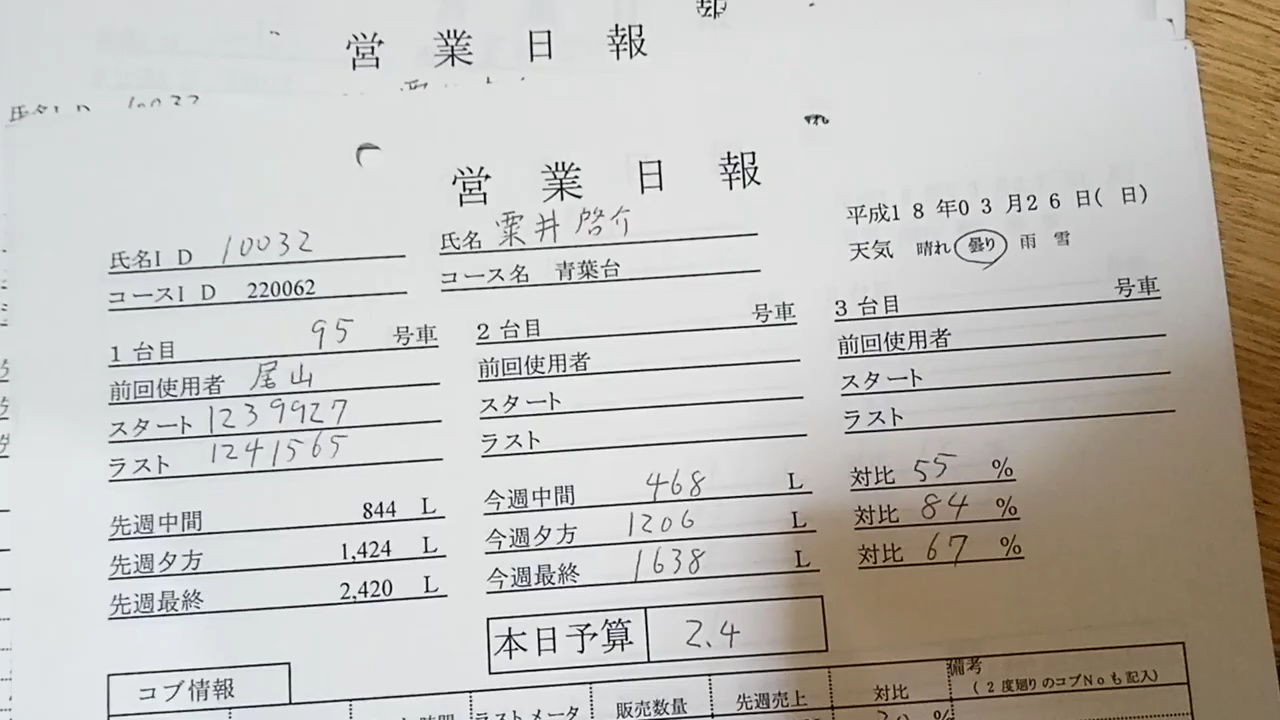 営業日報
氏名ID 10032
営業日報
平成18年03月26日(日)
氏名ID 10032
氏名 粟井啓介
天気 晴れ 曇り 雨 雪
コースID 220062
コース名 青葉台
1台目 95 号車
2台目 号車
3台目 号車
前回使用者 尾山
前回使用者
前回使用者
スタート 1239927
スタート
スタート
ラスト 1241565
ラスト
ラスト
先週中間 844 L
今週中間 468 L
対比 55 %
先週夕方 1,424 L
今週夕方 1206 L
対比 84 %
先週最終 2,420 L
今週最終 1638 L
対比 67 %
本日予算 2.4
コブ情報
ラストメータ
販売数量
先週売上
対比
備考
(2度廻りのコブNoも記入)